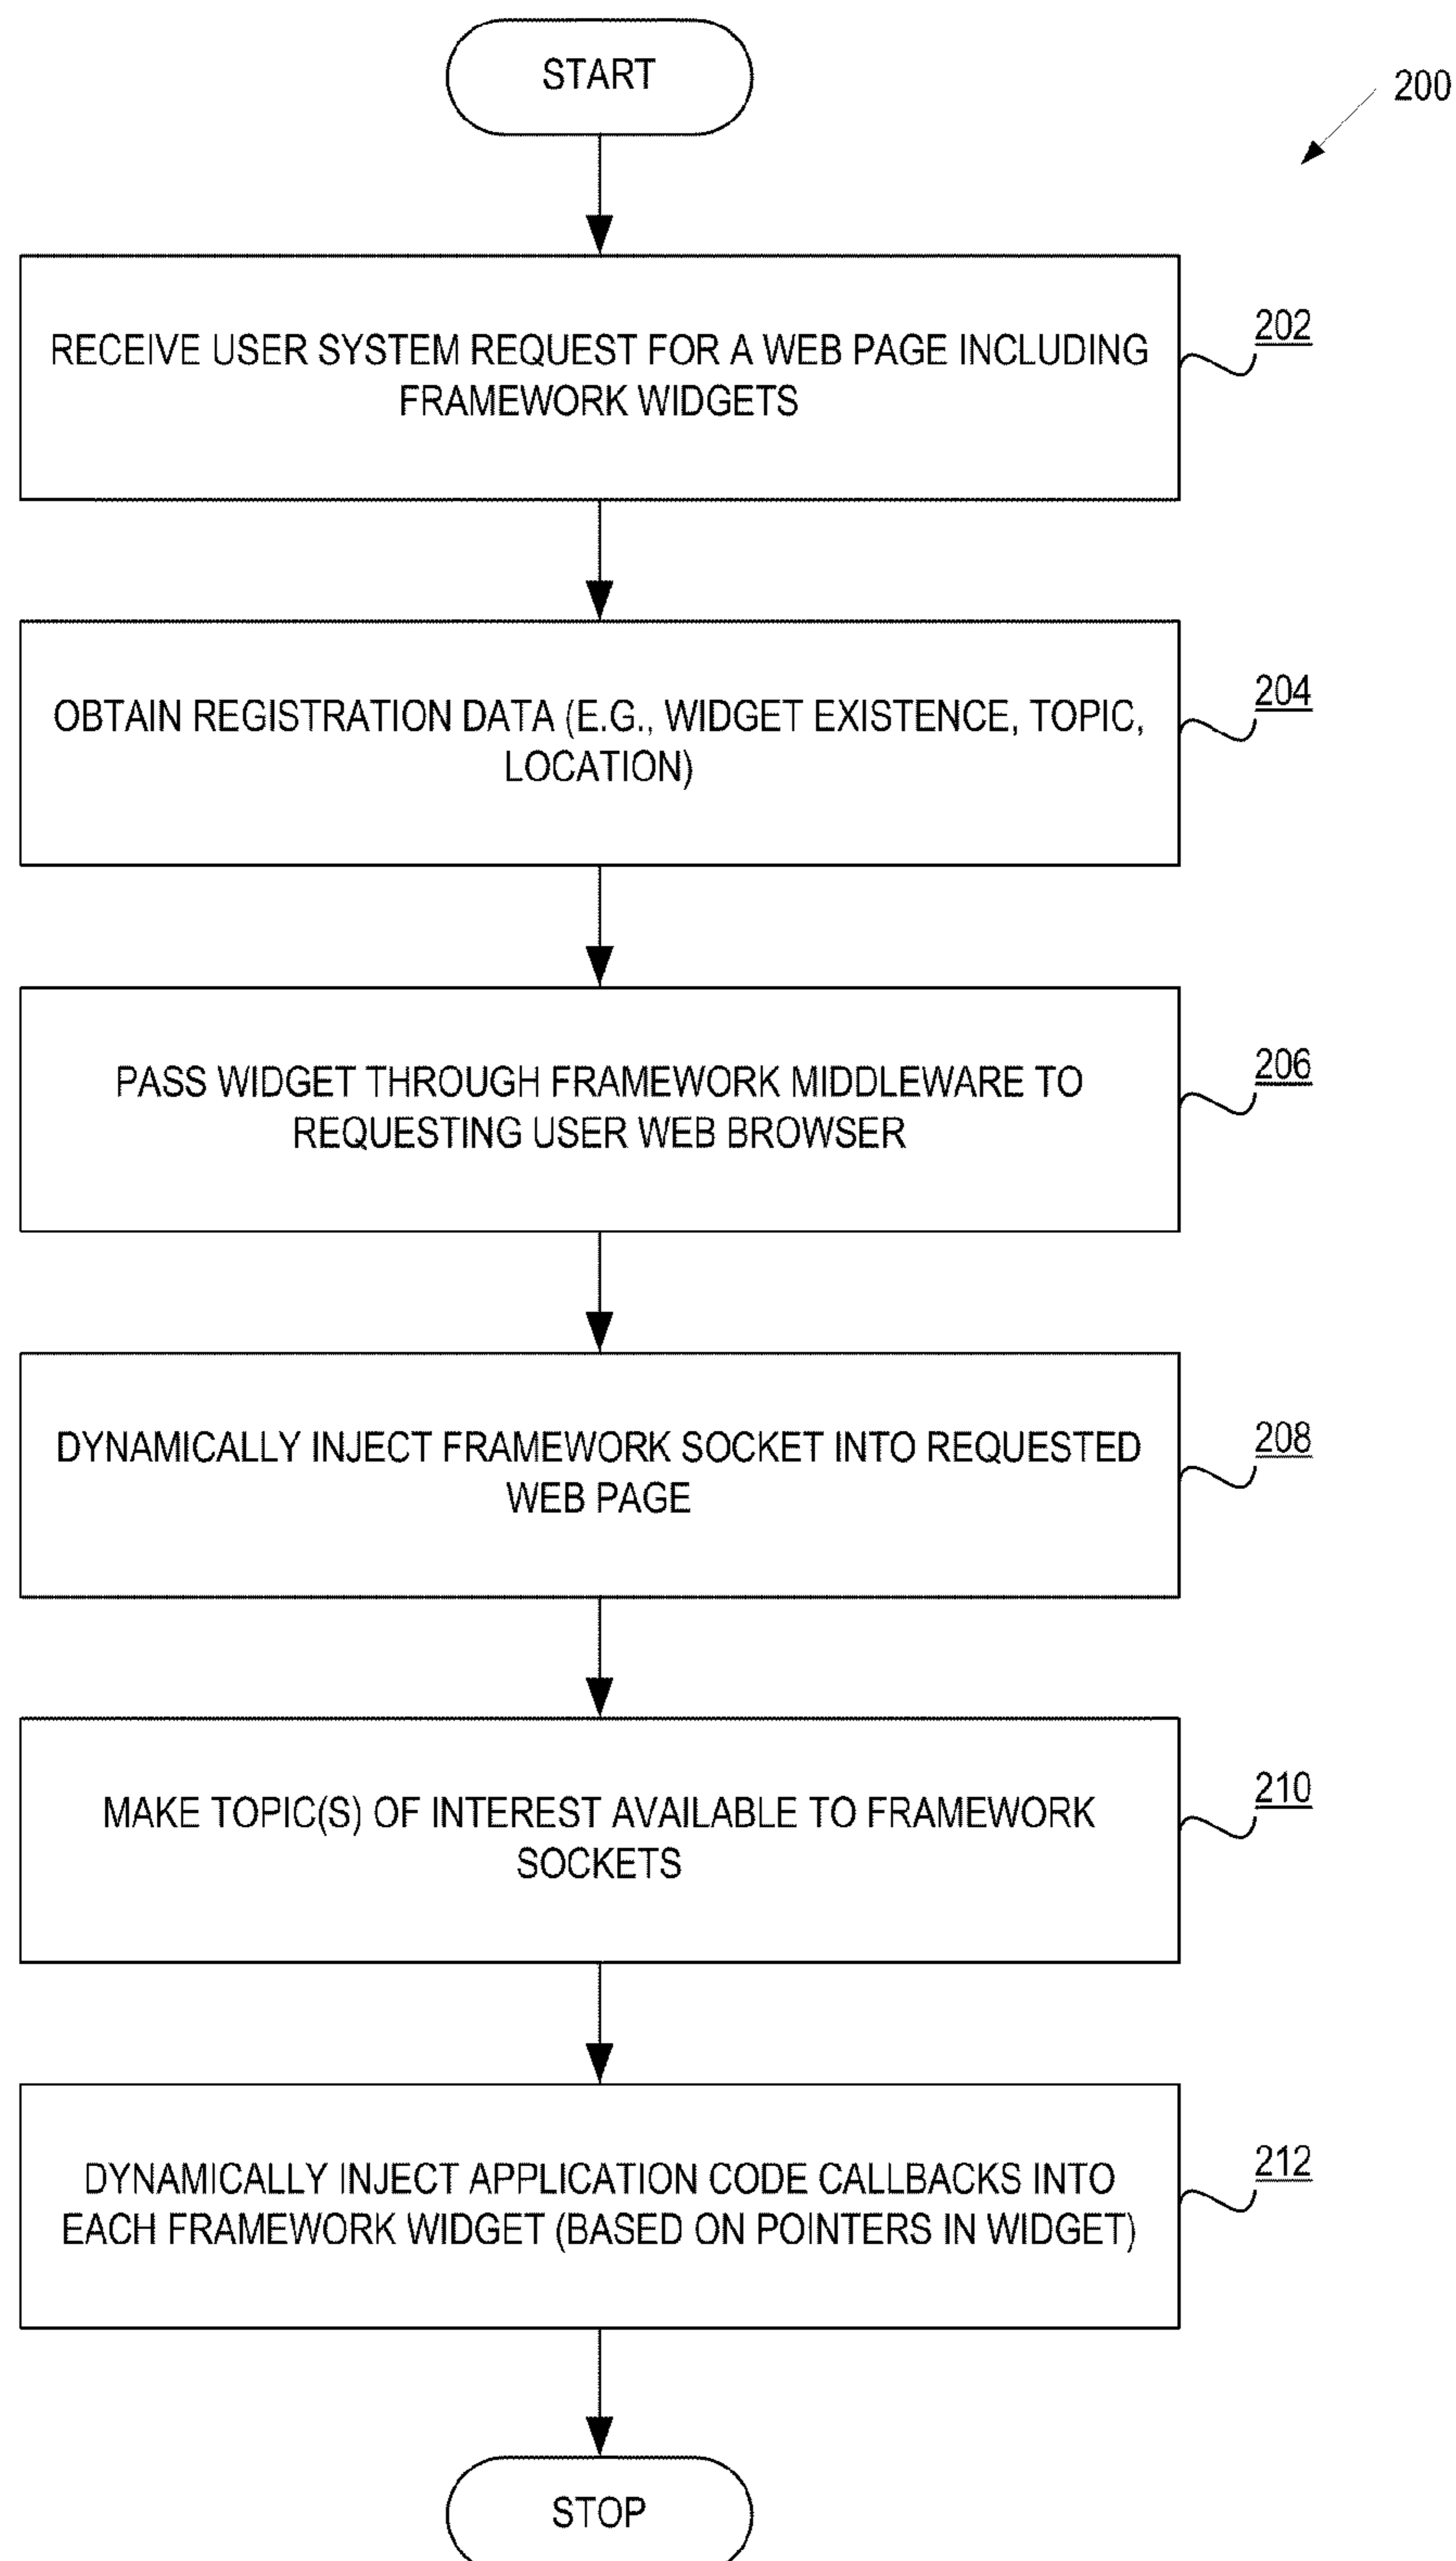 START
200
RECEIVE USER SYSTEM REQUEST FOR A WEB PAGE INCLUDING
FRAMEWORK WIDGETS
202
OBTAIN REGISTRATION DATA (E.G., WIDGET EXISTENCE, TOPIC,
LOCATION)
204
PASS WIDGET THROUGH FRAMEWORK MIDDLEWARE TO
REQUESTING USER WEB BROWSER
206
DYNAMICALLY INJECT FRAMEWORK SOCKET INTO REQUESTED
WEB PAGE
208
MAKE TOPIC(S) OF INTEREST AVAILABLE TO FRAMEWORK
SOCKETS
210
DYNAMICALLY INJECT APPLICATION CODE CALLBACKS INTO
EACH FRAMEWORK WIDGET (BASED ON POINTERS IN WIDGET)
212
STOP